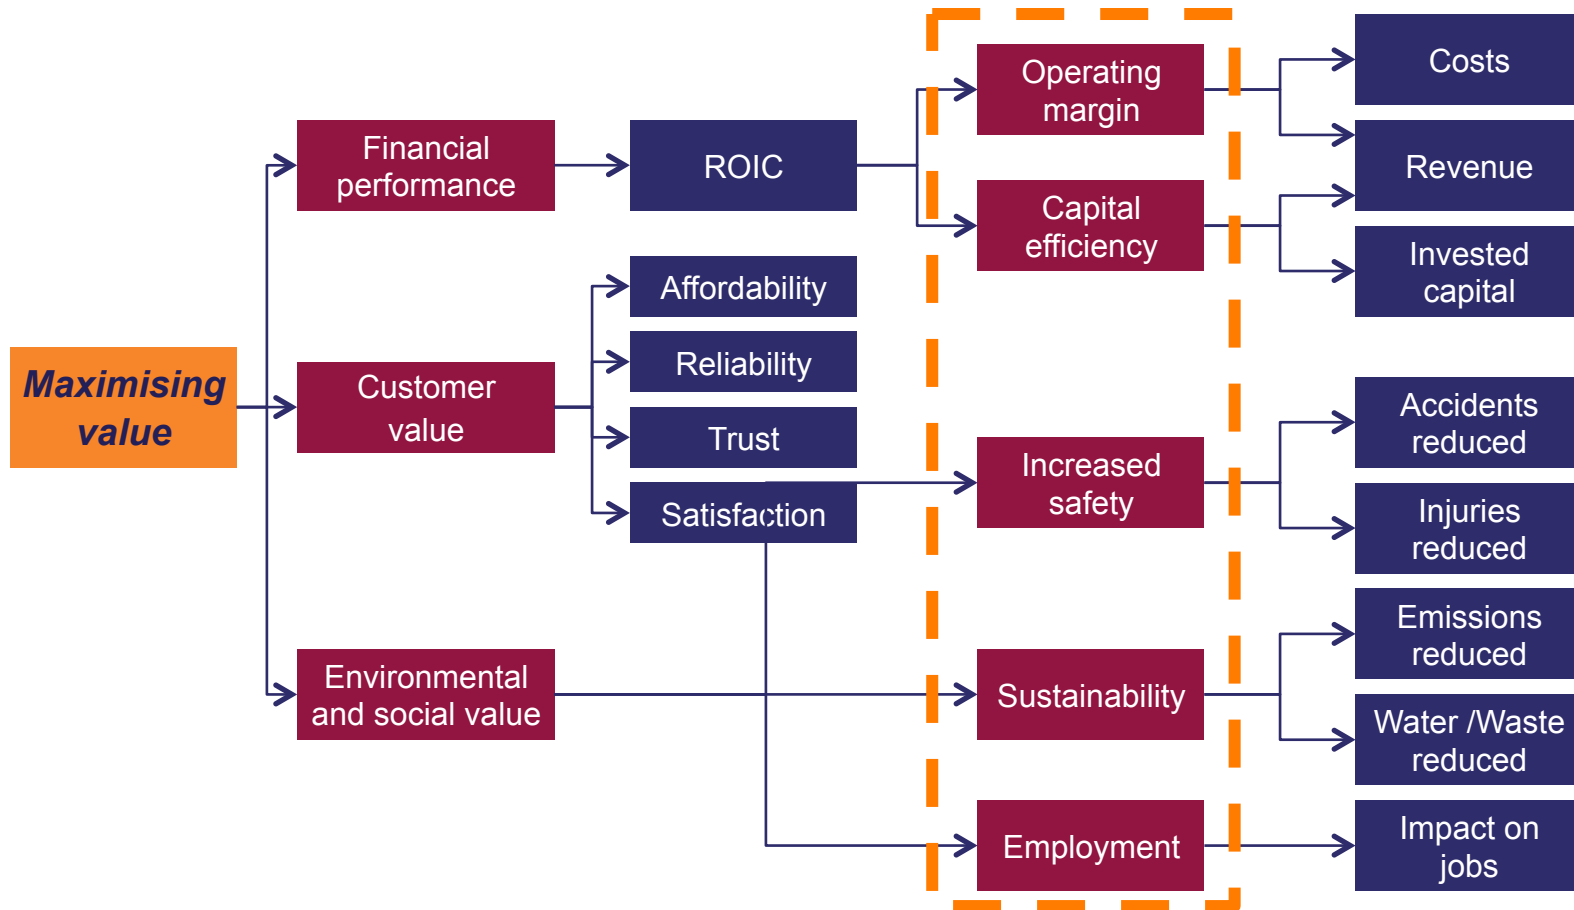 Maximising
value
Financial
performance
Customer
value
Environmental
and social value
ROIC
Affordability
Reliability
Trust
Satisfaction
Operating
margin
Capital
efficiency
Increased
safety
Sustainability
Employment
Costs
Revenue
Invested
capital
Accidents
reduced
Injuries
reduced
Emissions
reduced
Water /Waste
reduced
Impact on
jobs